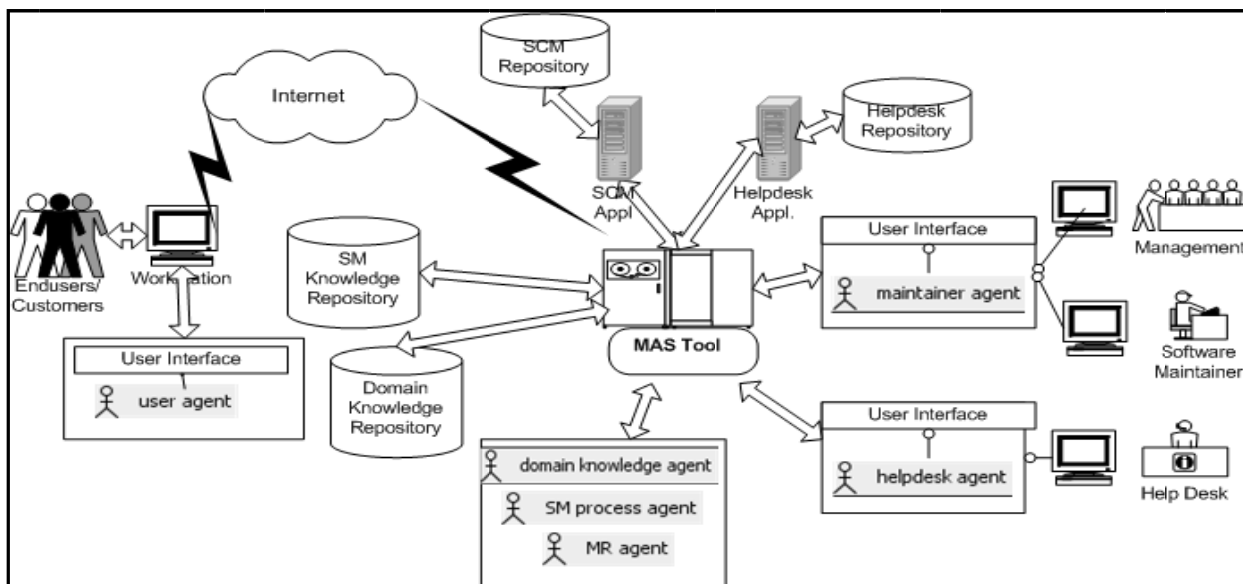 SCM
Repository
Internet
Helpdesk
Repository
SCM
Appl
Helpdesk
Appl.
User Interface
maintainer agent
Management
Endusers/
Customers
Workstation
SM
Knowledge
Repository
MAS Tool
Software
Maintainer
User Interface
user agent
Domain
Knowledge
Repository
User Interface
helpdesk agent
Help Desk
domain knowledge agent
SM process agent
MR agent